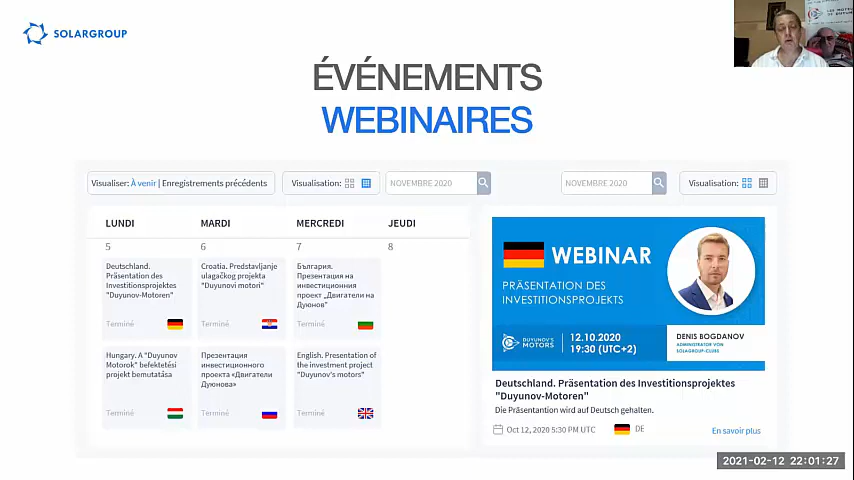 SOLARGROUP
ÉVÉNEMENTS
WEBINAIRES
Visualiser: À venir | Enregistrements précédents
Visualisation:
NOVEMBRE 2020
NOVEMBRE 2020
Visualisation:
LUNDI
MARDI
MERCREDI
JEUDI
5
6
7
8
Deutschland.
Präsentation des
Investitionsprojektes
"Duyunov-Motoren"
Terminé
Croatia. Predstavljanje
ulagačkog projekta
"Duyunovi motori"
Terminé
България.
Презентация на
инвестиционния
проект „Двигатели на
Дуюнов"
Terminé
Hungary. A "Duyunov
Motorok" befektetési
projekt bemutatása
Terminé
Презентация
инвестиционного
проекта «Двигатели
Дуюнова»
Terminé
English. Presentation of
the investment project
"Duyunov's motors"
Terminé
WEBINAR
PRÄSENTATION DES
INVESTITIONSPROJEKTS
DUYUNOV'S
MOTORS
12.10.2020
19:30 (UTC+2)
DENIS BOGDANOV
ADMINISTRATOR VON
SOLAGROUP-CLUBS
Deutschland. Präsentation des Investitionsprojektes
"Duyunov-Motoren"
Die Präsentantion wird auf Deutsch gehalten.
Oct 12, 2020 5:30 PM UTC
DE
En savoir plus
2021-02-12 22:01:27